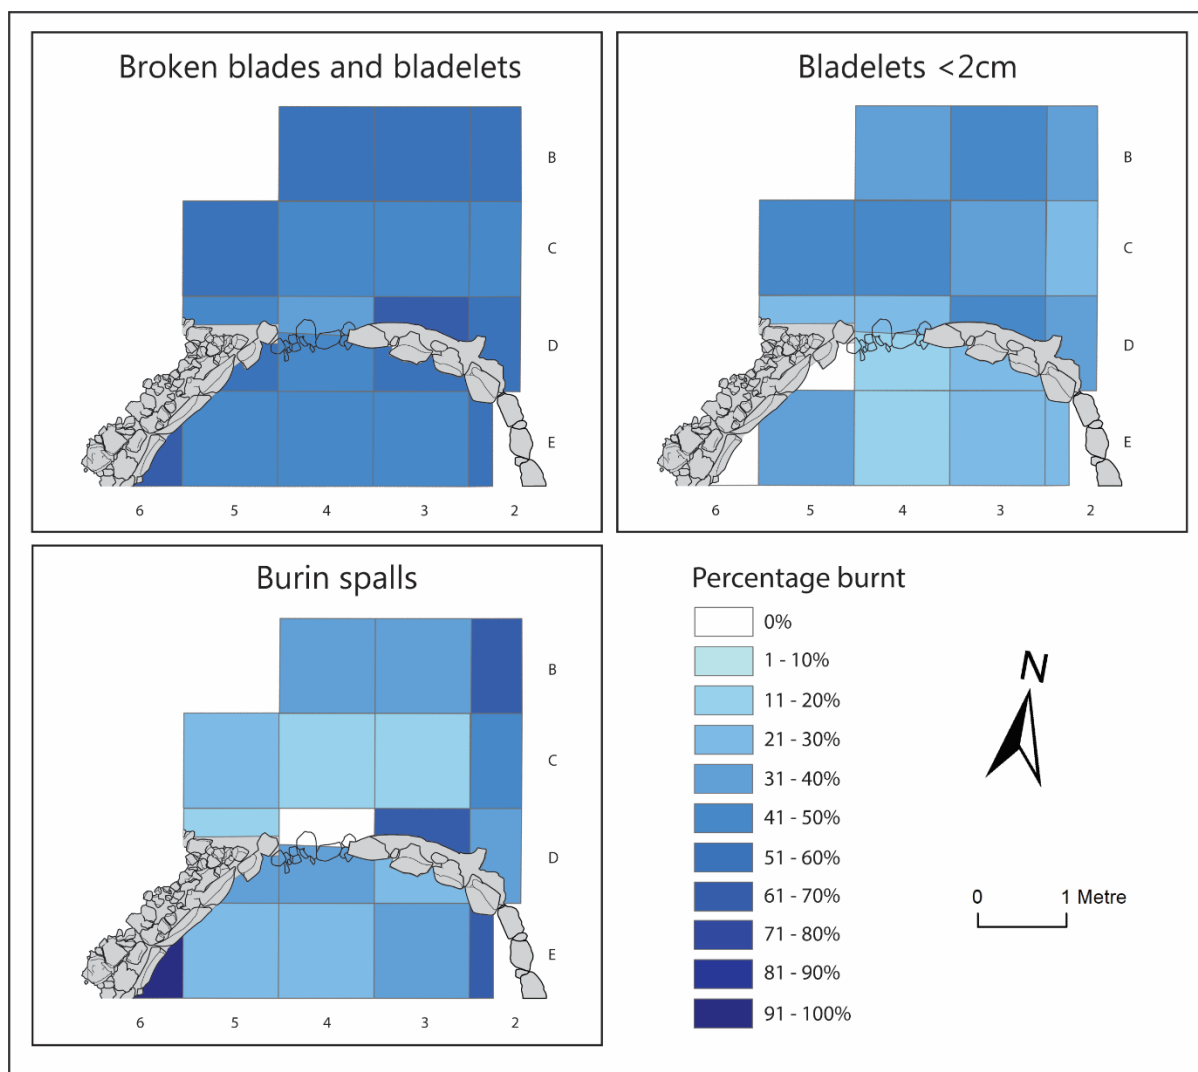 Broken blades and bladelets
B
C
D
E
6 5 4 3 2
Bladelets <2cm
B
C
D
E
6 5 4 3 2
Burin spalls
B
C
D
E
6 5 4 3 2
Percentage burnt
0%
1 - 10%
11 - 20%
21 - 30%
31 - 40%
41 - 50%
51 - 60%
61 - 70%
71 - 80%
81 - 90%
91 - 100%
N
0 1 Metre